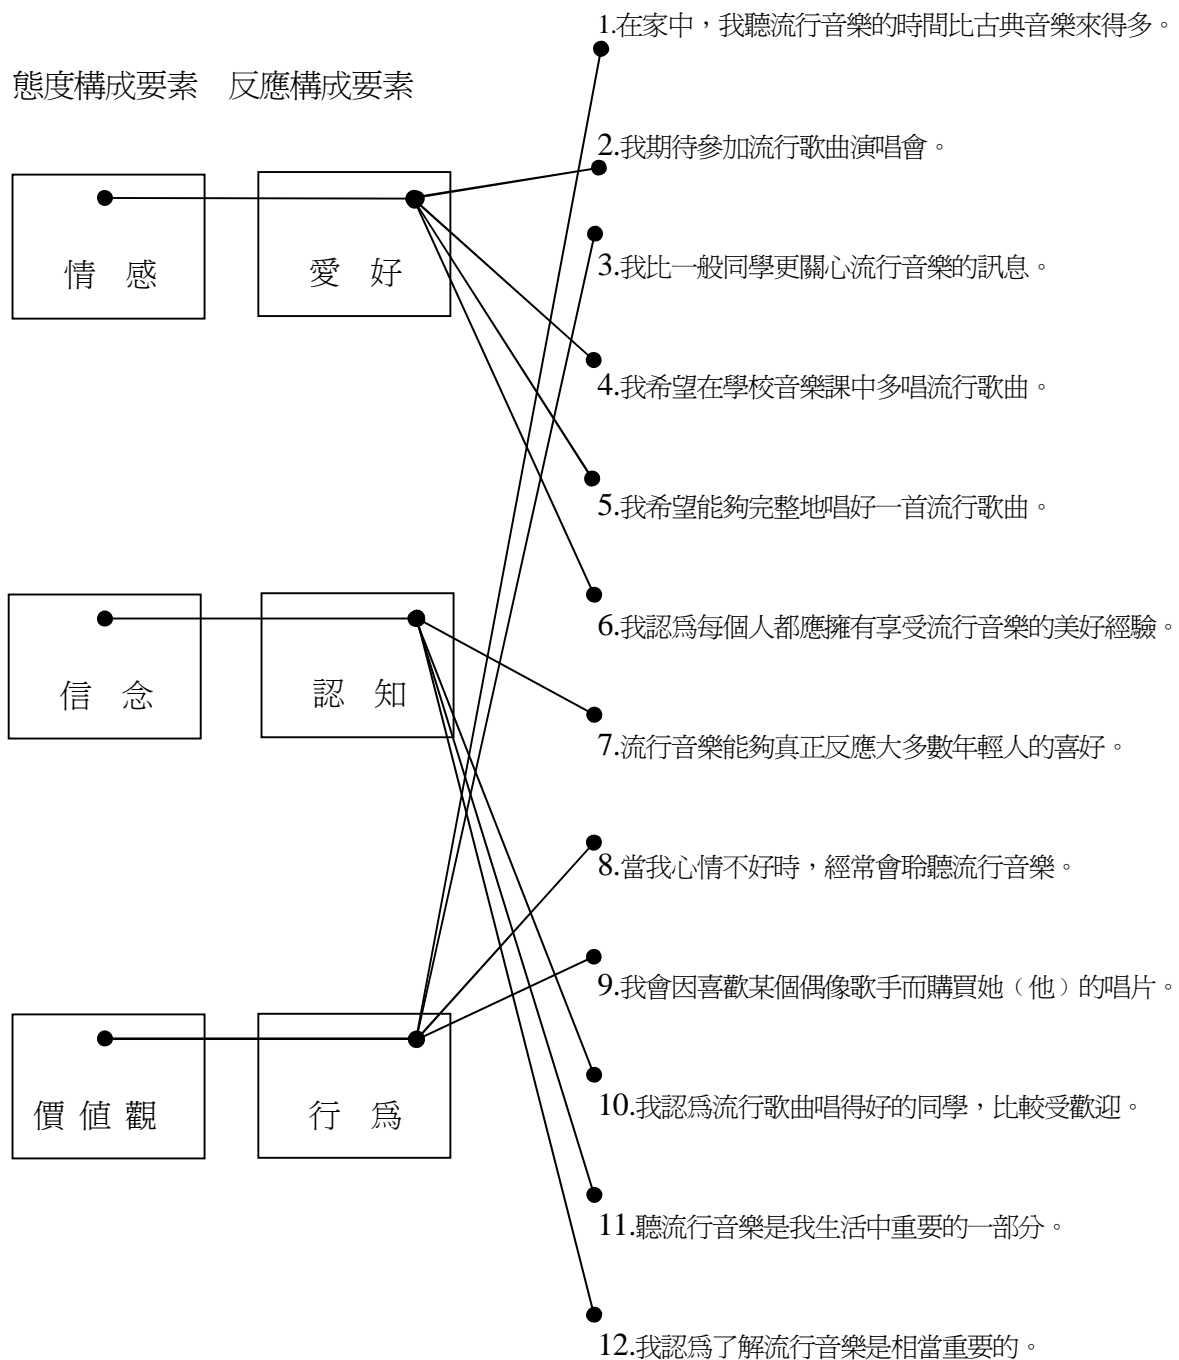 1.在家中，我聽流行音樂的時間比古典音樂來得多。
態度構成要素　反應構成要素
2.我期待參加流行歌曲演唱會。
情　感　愛　好
3.我比一般同學更關心流行音樂的訊息。
4.我希望在學校音樂課中多唱流行歌曲。
5.我希望能夠完整地唱好一首流行歌曲。
6.我認爲每個人都應擁有享受流行音樂的美好經驗。
信　念　認　知
7.流行音樂能夠真正反應大多數年輕人的喜好。
8.當我心情不好時，經常會聆聽流行音樂。
9.我會因喜歡某個偶像歌手而購買她（他）的唱片。
價 值 觀　行　爲
10.我認爲流行歌曲唱得好的同學，比較受歡迎。
11.聽流行音樂是我生活中重要的一部分。
12.我認爲了解流行音樂是相當重要的。